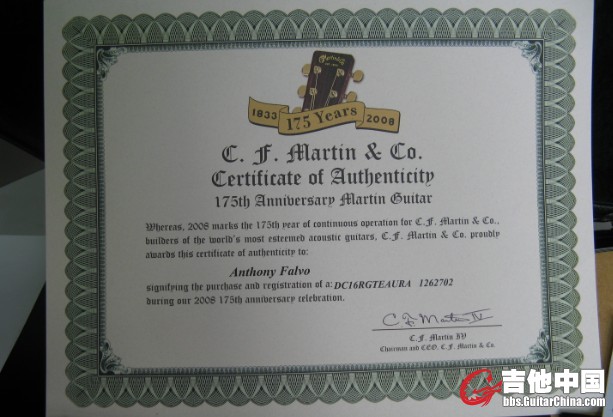 Martin & Co.
1833 175 Years 2008
C. F. Martin & Co.
Certificate of Authenticity
175th Anniversary Martin Guitar
Whereas, 2008 marks the 175th year of continuous operation for C.F. Martin & Co.,
builders of the world's most esteemed acoustic guitars, C.F. Martin & Co. proudly
awards this certificate of authenticity to:
Anthony Falvo
signifying the purchase and registration of a: DC16RGTEAURA 1262702
during our 2008 175th anniversary celebration.
C F Martin IV
C.F. Martin IV
Chairman and CEO, C. F. Martin & Co.
吉他中国
bbs.GuitarChina.com